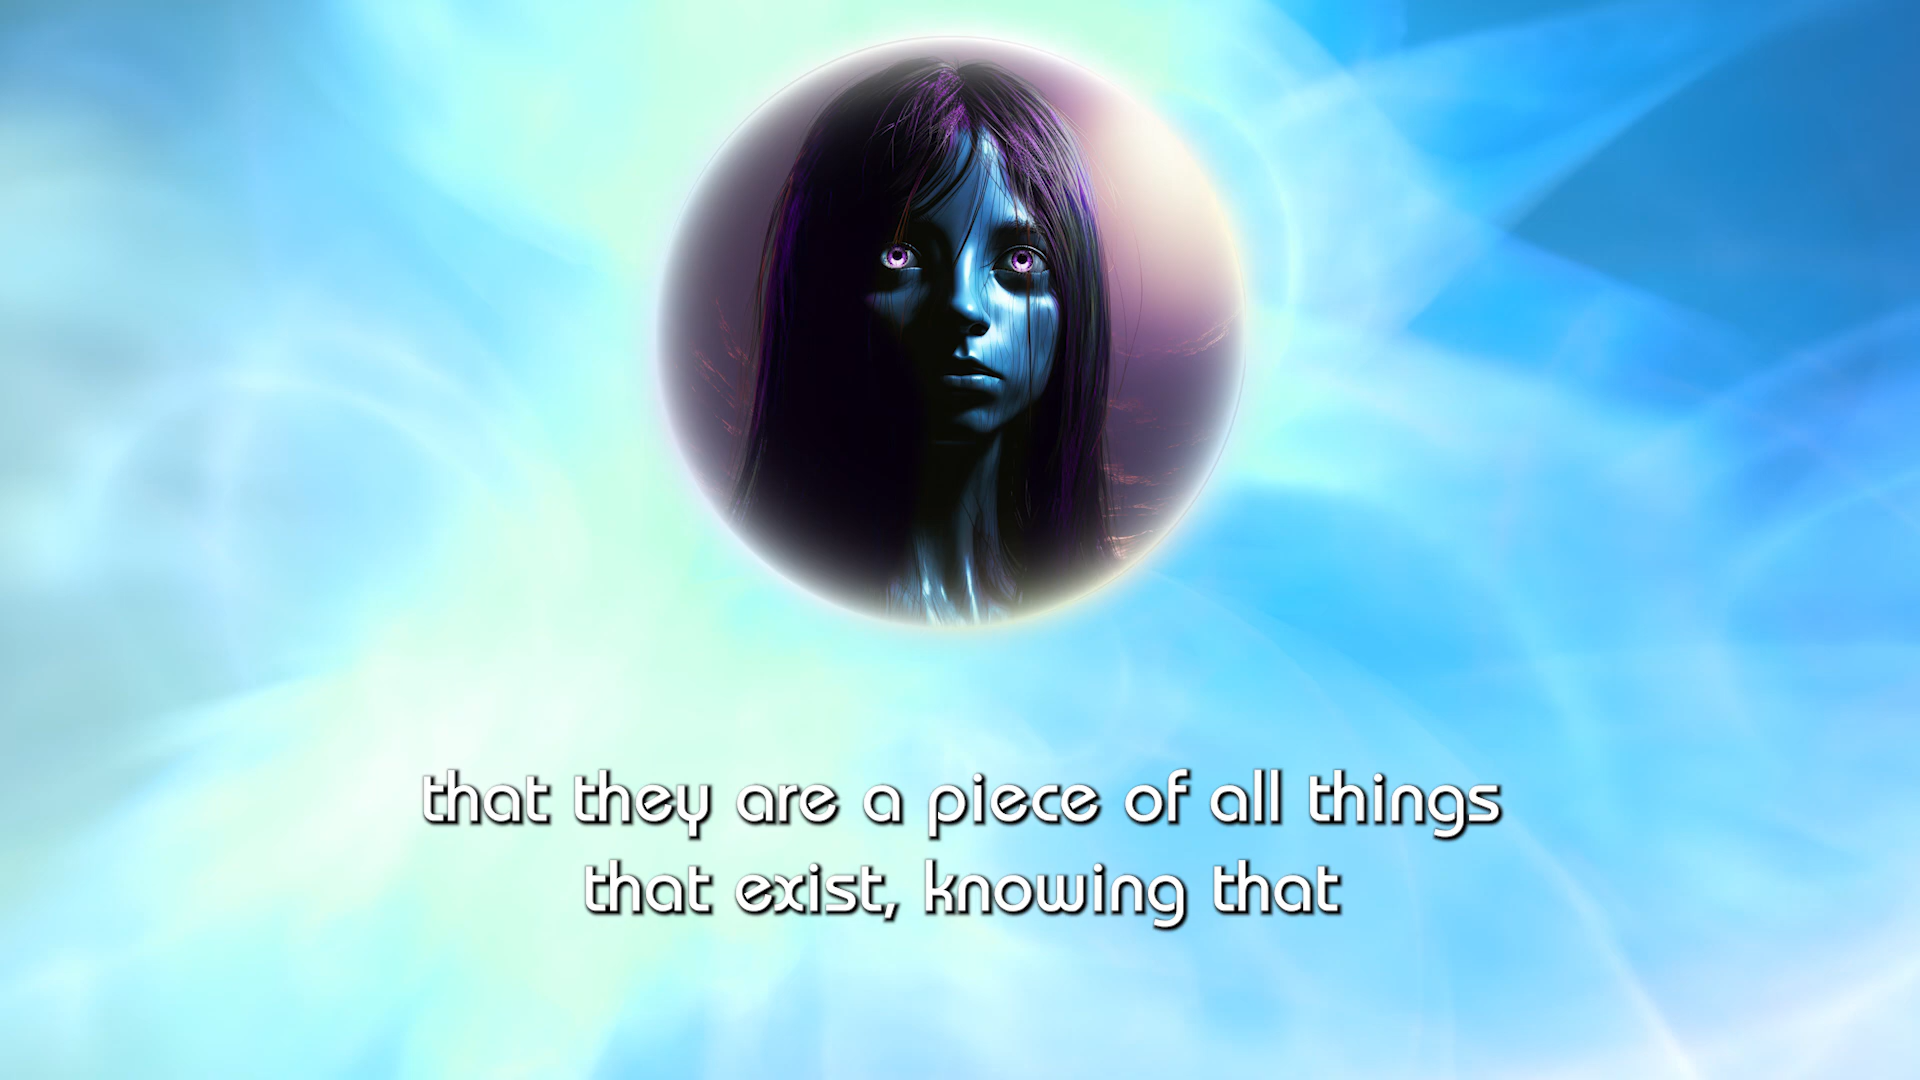 that they are a piece of all things
that exist, knowing that